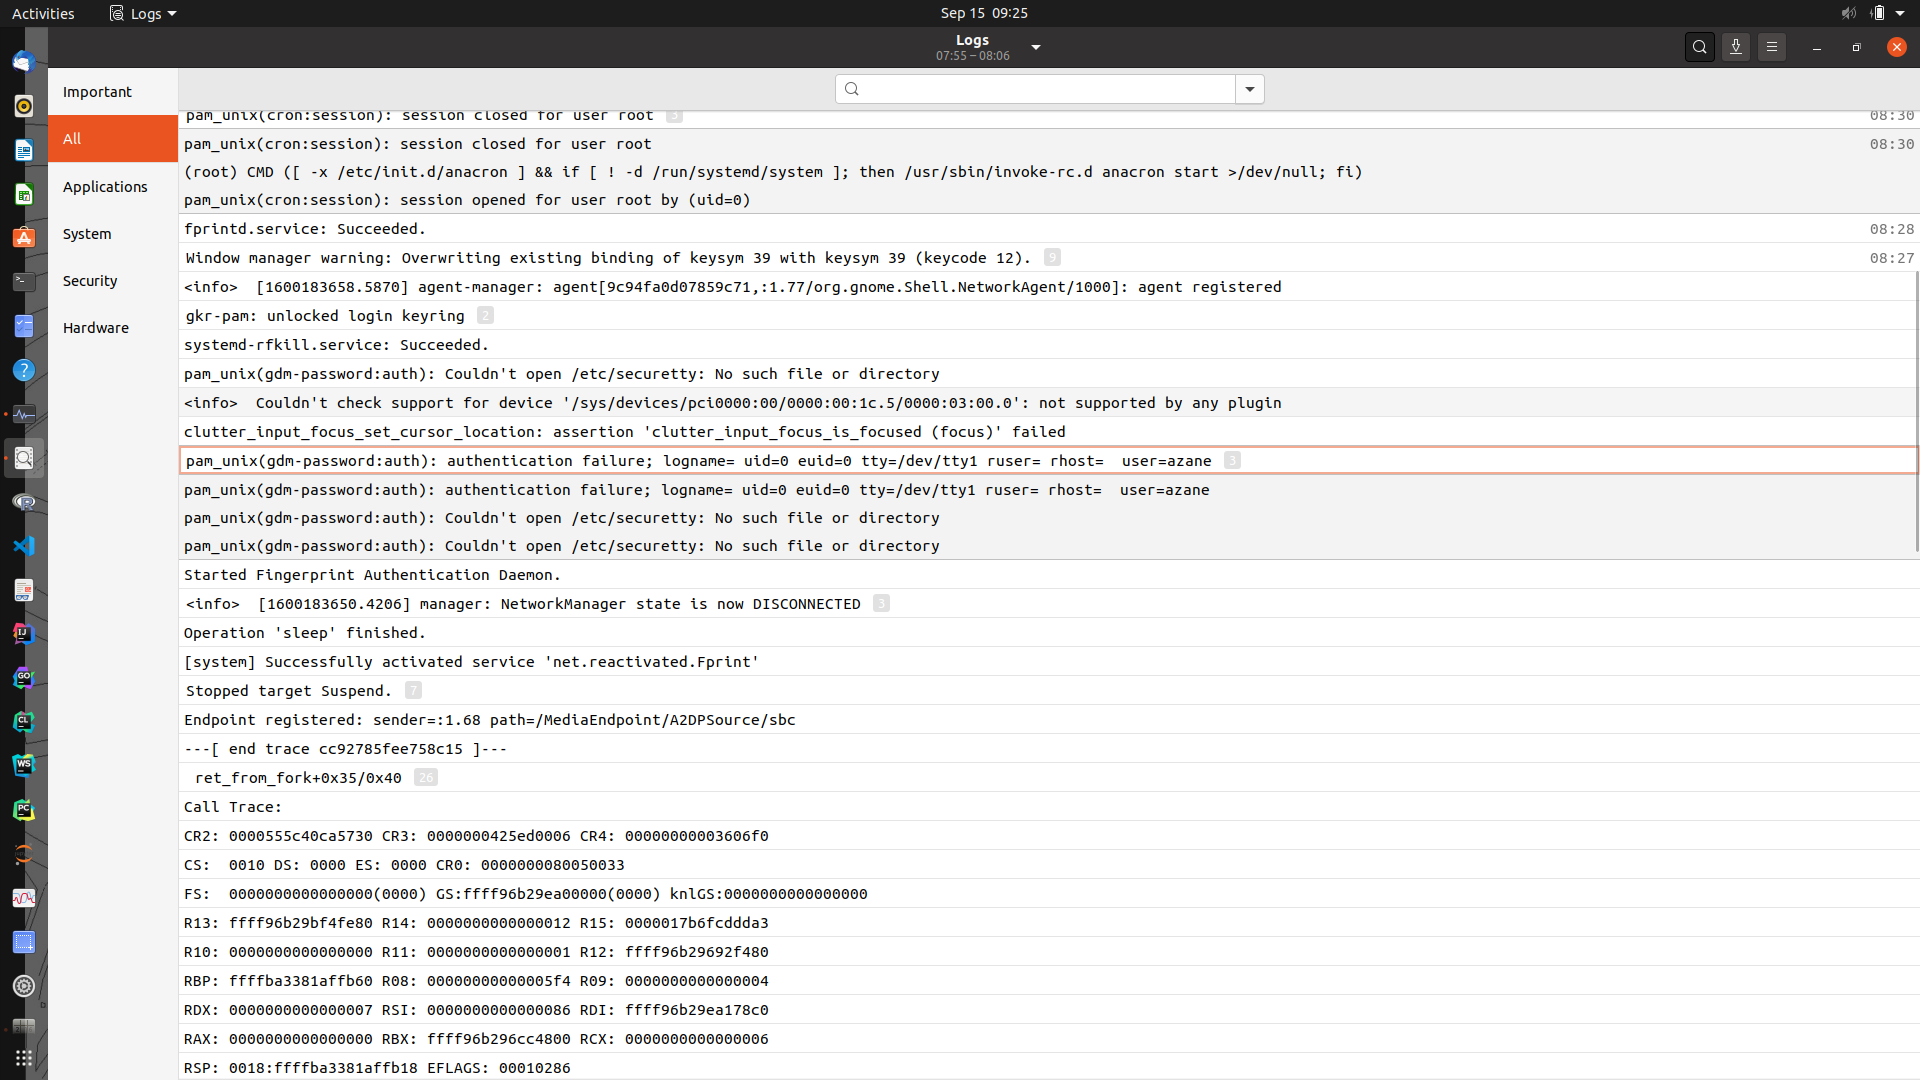 Activities Logs Sep 15 09:25
Logs
07:55 – 08:06
Important
All
Applications
System
Security
Hardware
pam_unix(cron:session): session closed for user root 3 08:30
pam_unix(cron:session): session closed for user root 08:30
(root) CMD ([ -x /etc/init.d/anacron ] && if [ ! -d /run/systemd/system ]; then /usr/sbin/invoke-rc.d anacron start >/dev/null; fi)
pam_unix(cron:session): session opened for user root by (uid=0)
fprintd.service: Succeeded. 08:28
Window manager warning: Overwriting existing binding of keysym 39 with keysym 39 (keycode 12). 9 08:27
<info>  [1600183658.5870] agent-manager: agent[9c94fa0d07859c71,:1.77/org.gnome.Shell.NetworkAgent/1000]: agent registered
gkr-pam: unlocked login keyring 2
systemd-rfkill.service: Succeeded.
pam_unix(gdm-password:auth): Couldn't open /etc/securetty: No such file or directory
<info>  Couldn't check support for device '/sys/devices/pci0000:00/0000:00:1c.5/0000:03:00.0': not supported by any plugin
clutter_input_focus_set_cursor_location: assertion 'clutter_input_focus_is_focused (focus)' failed
pam_unix(gdm-password:auth): authentication failure; logname= uid=0 euid=0 tty=/dev/tty1 ruser= rhost=  user=azane 3
pam_unix(gdm-password:auth): authentication failure; logname= uid=0 euid=0 tty=/dev/tty1 ruser= rhost=  user=azane
pam_unix(gdm-password:auth): Couldn't open /etc/securetty: No such file or directory
pam_unix(gdm-password:auth): Couldn't open /etc/securetty: No such file or directory
Started Fingerprint Authentication Daemon.
<info>  [1600183650.4206] manager: NetworkManager state is now DISCONNECTED 3
Operation 'sleep' finished.
[system] Successfully activated service 'net.reactivated.Fprint'
Stopped target Suspend. 7
Endpoint registered: sender=:1.68 path=/MediaEndpoint/A2DPSource/sbc
---[ end trace cc92785fee758c15 ]---
ret_from_fork+0x35/0x40 26
Call Trace:
CR2: 0000555c40ca5730 CR3: 0000000425ed0006 CR4: 00000000003606f0
CS:  0010 DS: 0000 ES: 0000 CR0: 0000000080050033
FS:  0000000000000000(0000) GS:ffff96b29ea00000(0000) knlGS:0000000000000000
R13: ffff96b29bf4fe80 R14: 0000000000000012 R15: 0000017b6fcddda3
R10: 0000000000000000 R11: 0000000000000001 R12: ffff96b29692f480
RBP: ffffba3381affb60 R08: 00000000000005f4 R09: 0000000000000004
RDX: 0000000000000007 RSI: 0000000000000086 RDI: ffff96b29ea178c0
RAX: 0000000000000000 RBX: ffff96b296cc4800 RCX: 0000000000000006
RSP: 0018:ffffba3381affb18 EFLAGS: 00010286
IJ
GO
CL
WS
PC